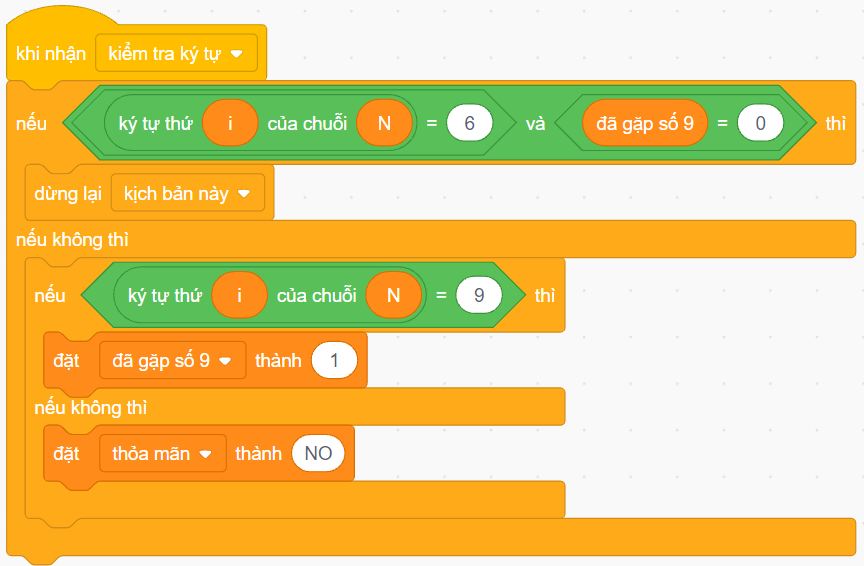 khi nhận kiểm tra ký tự
nếu ký tự thứ i của chuỗi N = 6 và đã gặp số 9 = 0 thì
dừng lại kịch bản này
nếu không thì
nếu ký tự thứ i của chuỗi N = 9 thì
đặt đã gặp số 9 thành 1
nếu không thì
đặt thỏa mãn thành NO